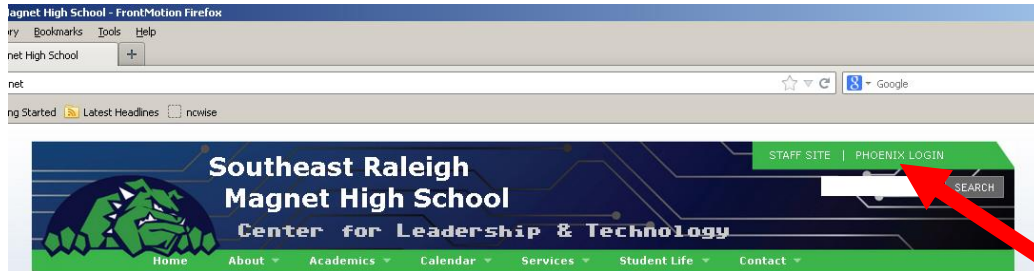 Magnet High School - FrontMotion Firefox
ry Bookmarks Tools Help
net High School +
net Google
ng Started Latest Headlines ncwise
STAFF SITE | PHOENIX LOGIN
SEARCH
Southeast Raleigh
Magnet High School
Center for Leadership & Technology
Home About Academics Calendar Services Student Life Contact